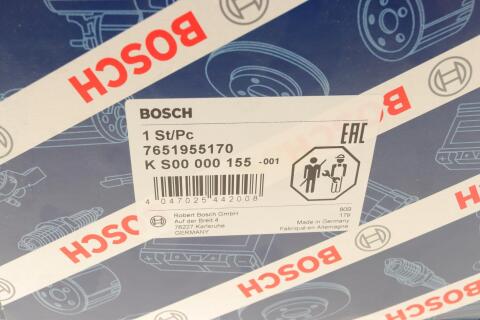 BOSCH
BOSCH
BOSCH
1 St/Pc
7651955170
K S00 000 155 -001
EAC
4 047025 442008
Robert Bosch GmbH
Auf der Breit 4
76227 Karlsruhe
GERMANY
Made in Germany
Fabriqué en Allemagne
BOSCH
BOSCH